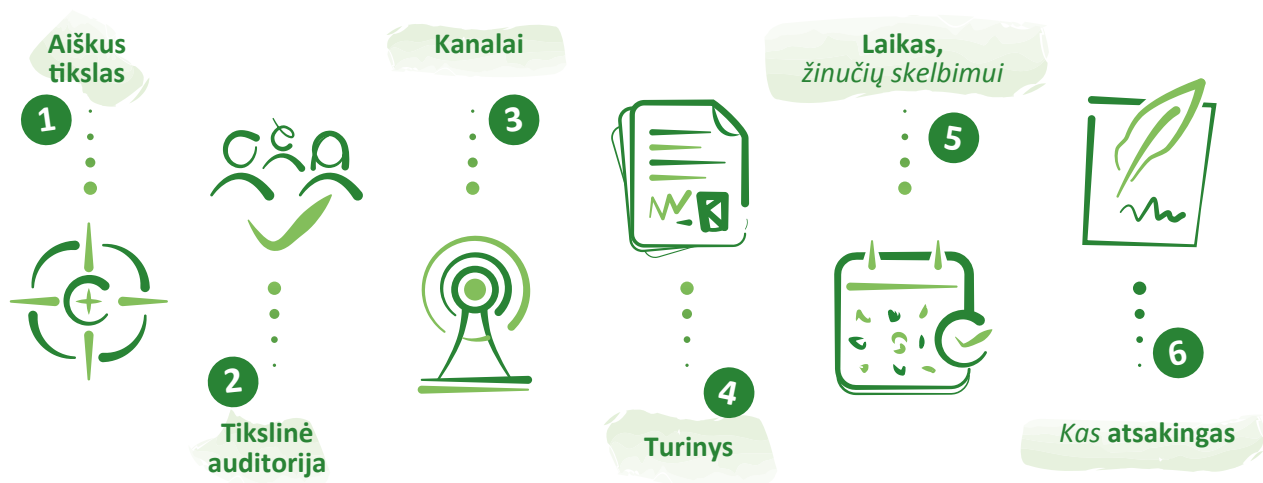 Aiškus
tikslas
1
2
Tikslinė
auditorija
Kanalai
3
4
Turinys
Laikas,
žinučių skelbimui
5
6
Kas atsakingas